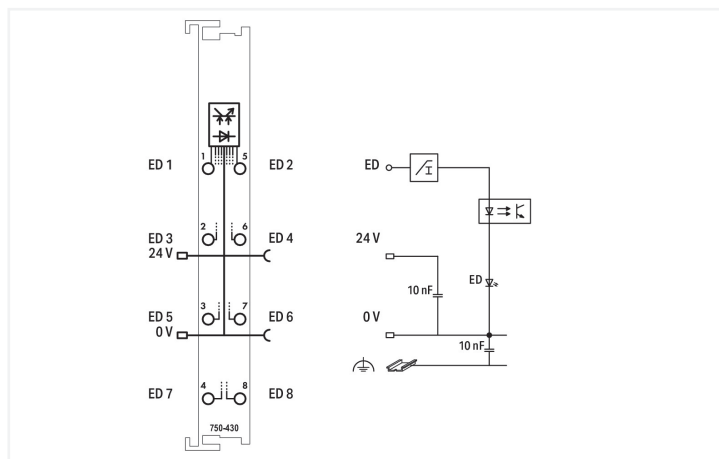 1 5
ED 1 ED 2
2 6
ED 3 ED 4
24 V
3 7
ED 5 ED 6
0 V
4 8
ED 7 ED 8
750-430
ED
I
24 V
ED
10 nF
0 V
10 nF